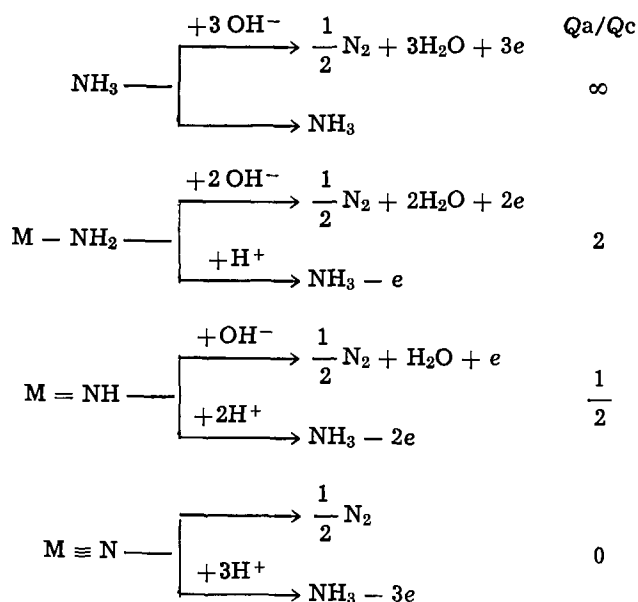 +3 OH⁻ 1/2 N₂ + 3H₂O + 3e Qa/Qc
NH₃ ∞
NH₃
+2 OH⁻ 1/2 N₂ + 2H₂O + 2e
M − NH₂ 2
+H⁺ NH₃ − e
+OH⁻ 1/2 N₂ + H₂O + e
M = NH 1/2
+2H⁺ NH₃ − 2e
1/2 N₂
M ≡ N 0
+3H⁺ NH₃ − 3e